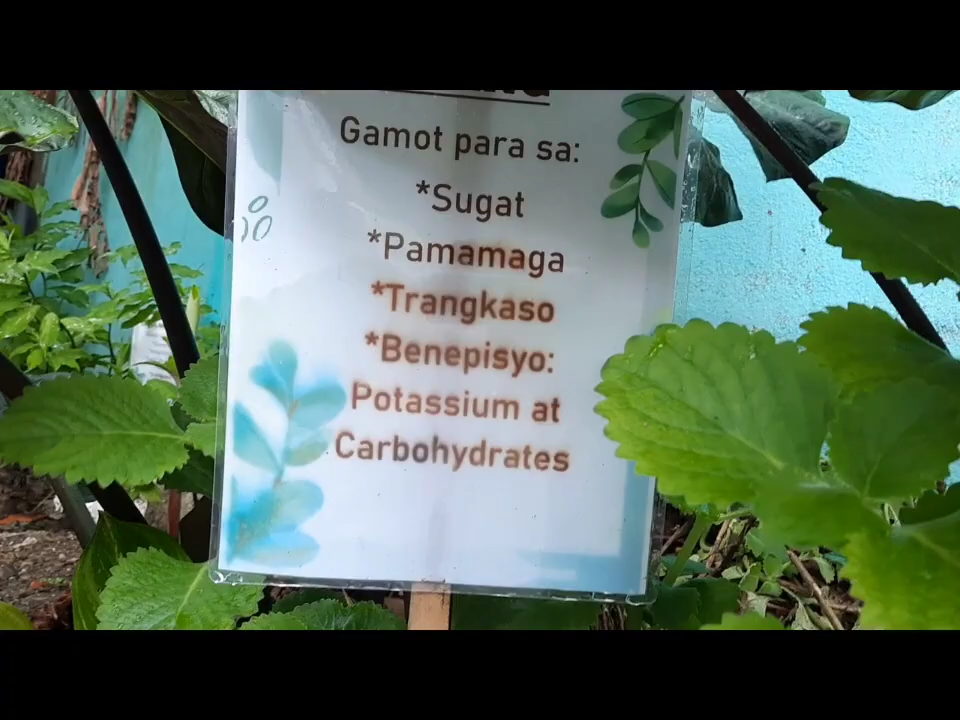 Gamot para sa:
*Sugat
*Pamamaga
*Trangkaso
*Benepisyo:
Potassium at
Carbohydrates